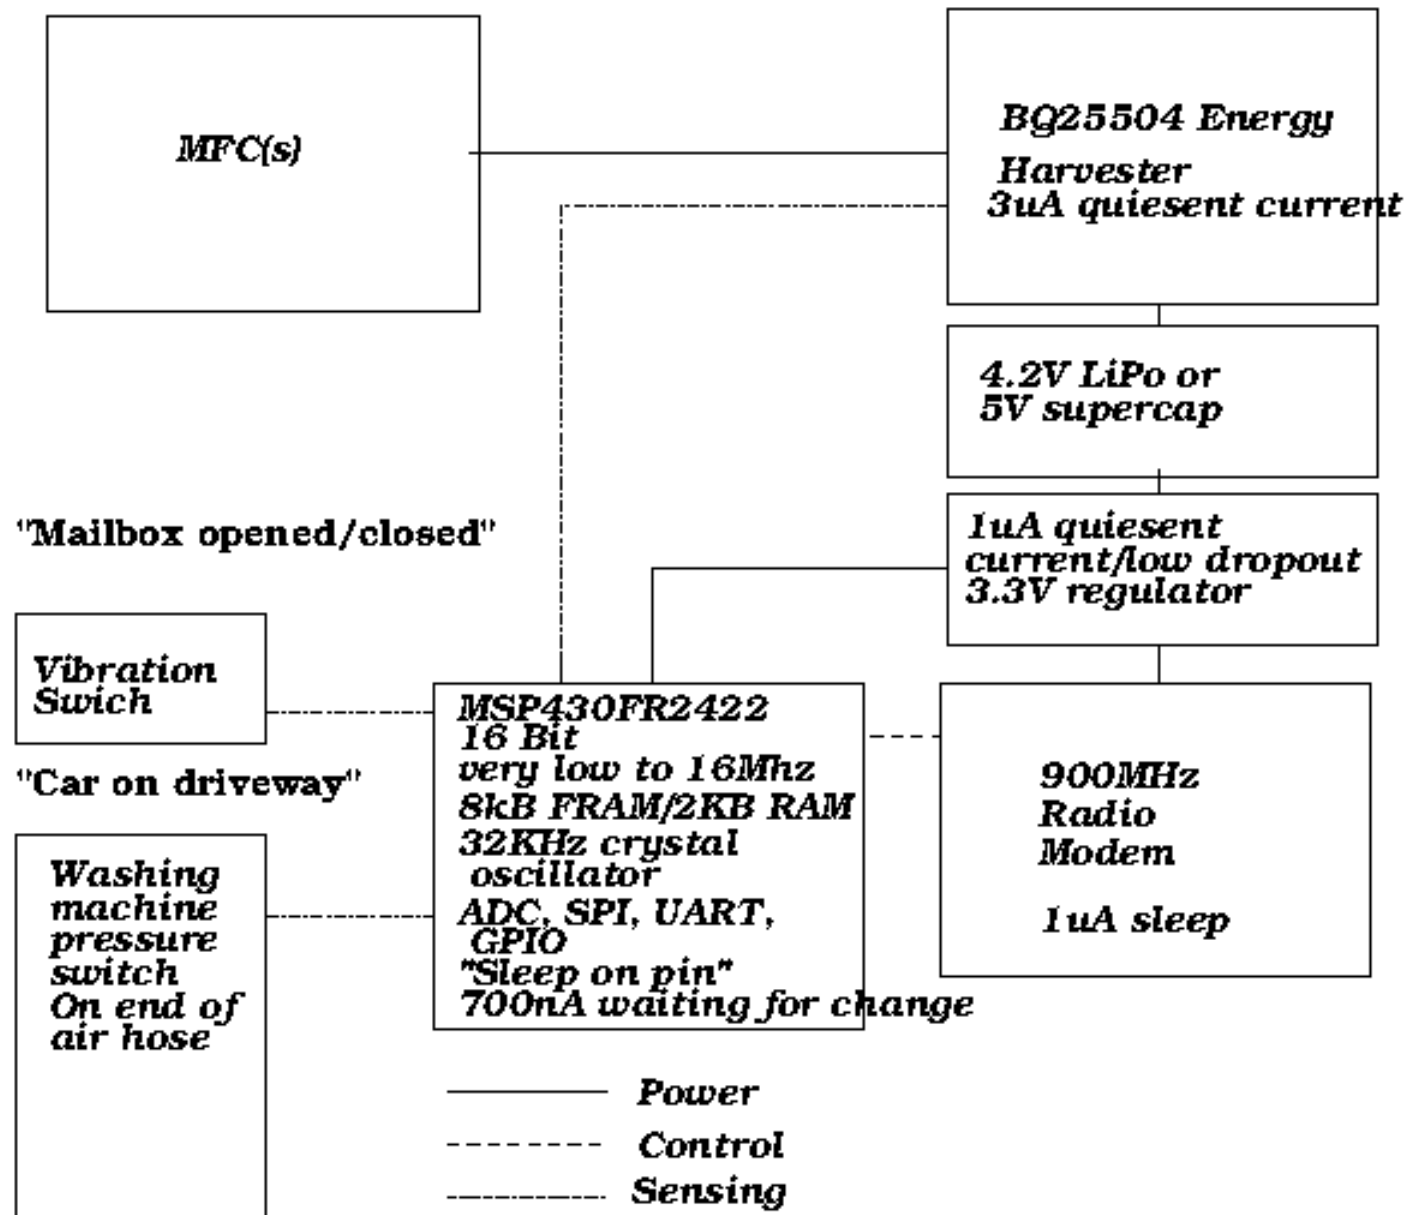 MFC(s)
BQ25504 Energy
Harvester
3uA quiesent current
4.2V LiPo or
5V supercap
1uA quiesent
current/low dropout
3.3V regulator
"Mailbox opened/closed"
Vibration
Swich
"Car on driveway"
Washing
machine
pressure
switch
On end of
air hose
MSP430FR2422
16 Bit
very low to 16Mhz
8kB FRAM/2KB RAM
32KHz crystal
oscillator
ADC, SPI, UART,
GPIO
"Sleep on pin"
700nA waiting for change
900MHz
Radio
Modem
1uA sleep
Power
Control
Sensing